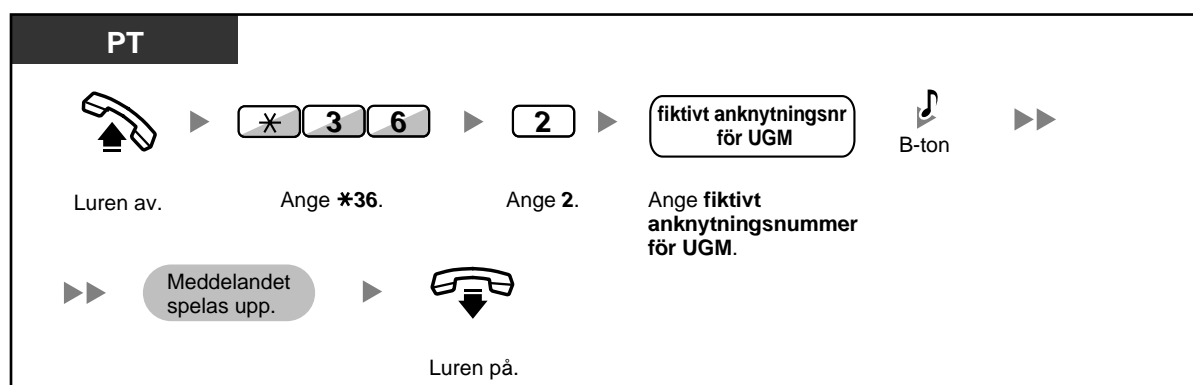 PT
✳ 3 6
2
fiktivt anknytningsnr
för UGM
B-ton
Luren av.
Ange ✳36.
Ange 2.
Ange fiktivt
anknytningsnummer
för UGM.
Meddelandet
spelas upp.
Luren på.